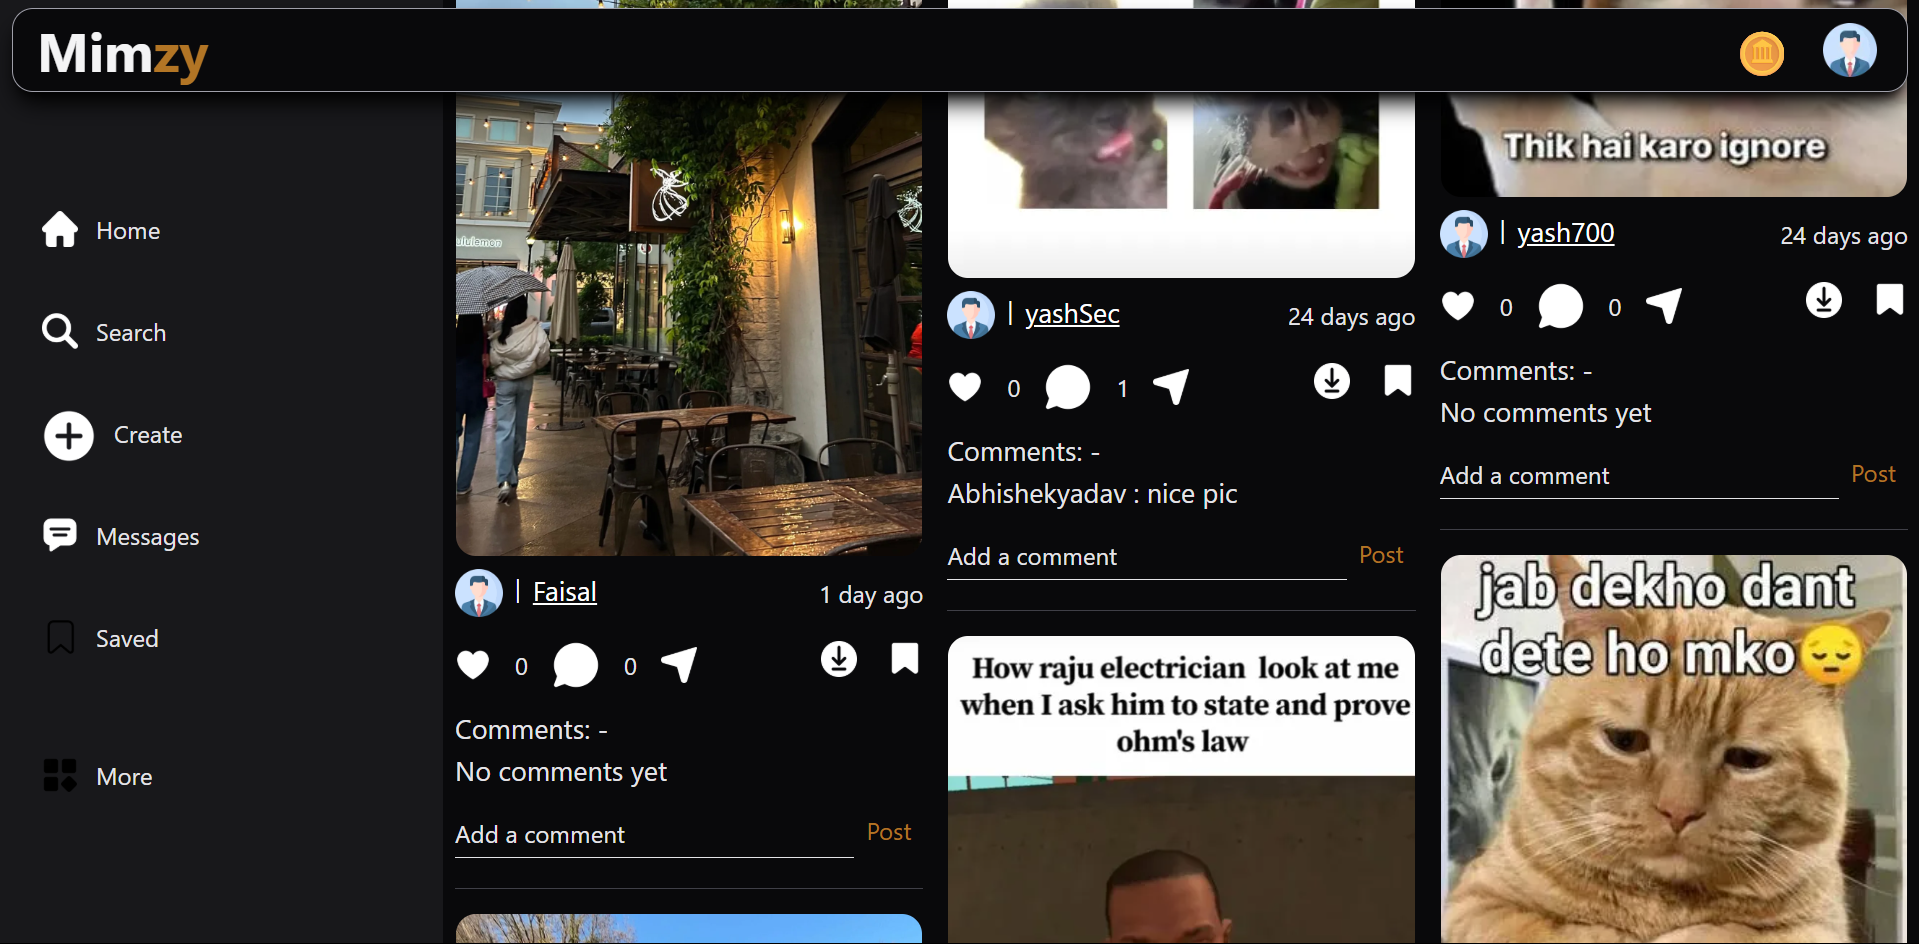 Mimzy
Home
Search
Create
Messages
Saved
More
lululemon
Faisal
1 day ago
0
0
Comments: -
No comments yet
Add a comment
Post
yashSec
24 days ago
0
1
Comments: -
Abhishekyadav : nice pic
Add a comment
Post
How raju electrician look at me
when I ask him to state and prove
ohm's law
Thik hai karo ignore
yash700
24 days ago
0
0
Comments: -
No comments yet
Add a comment
Post
jab dekho dant
dete ho mko😔